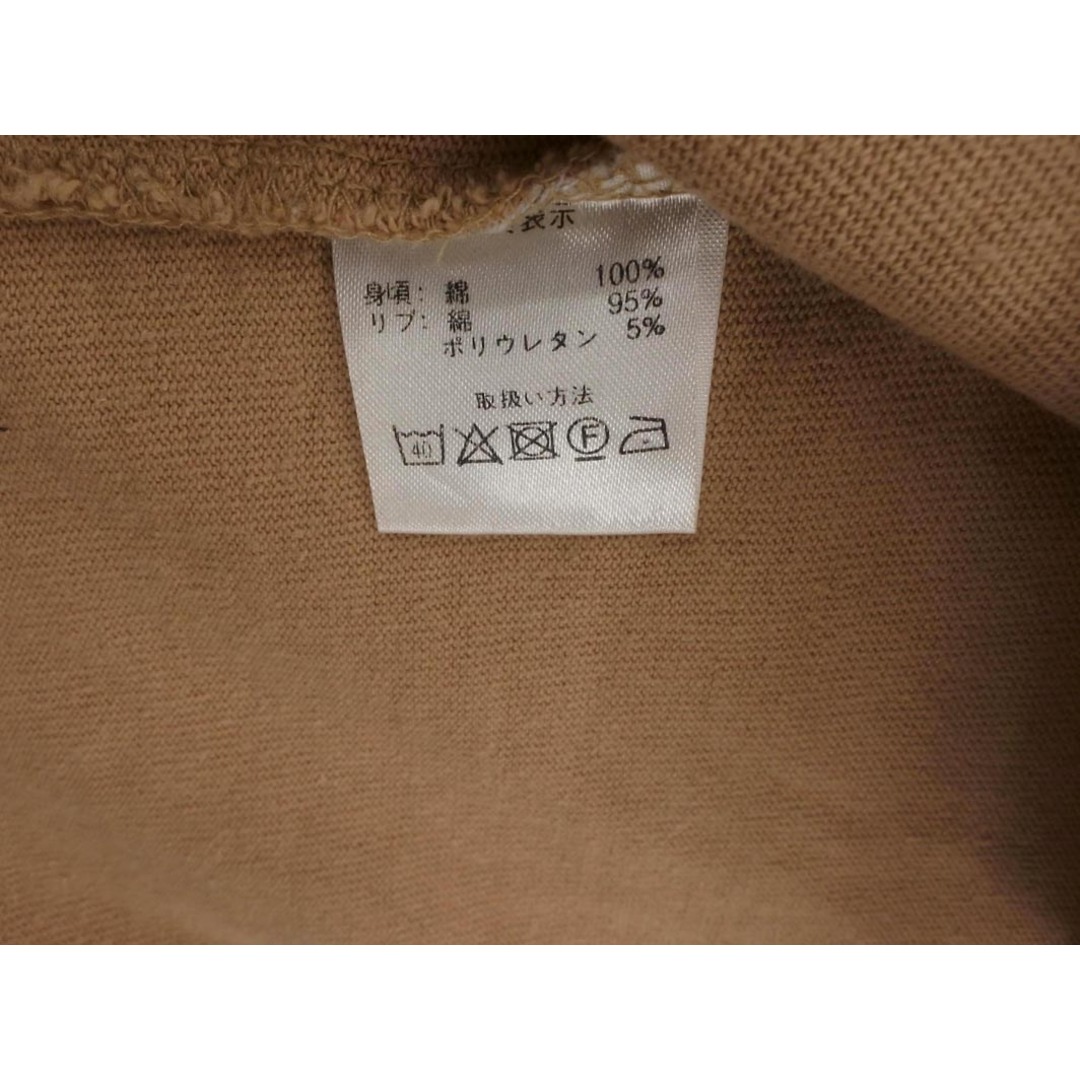 表示
身頃: 綿 100%
リブ: 綿 95%
ポリウレタン 5%
取扱い方法
40 F